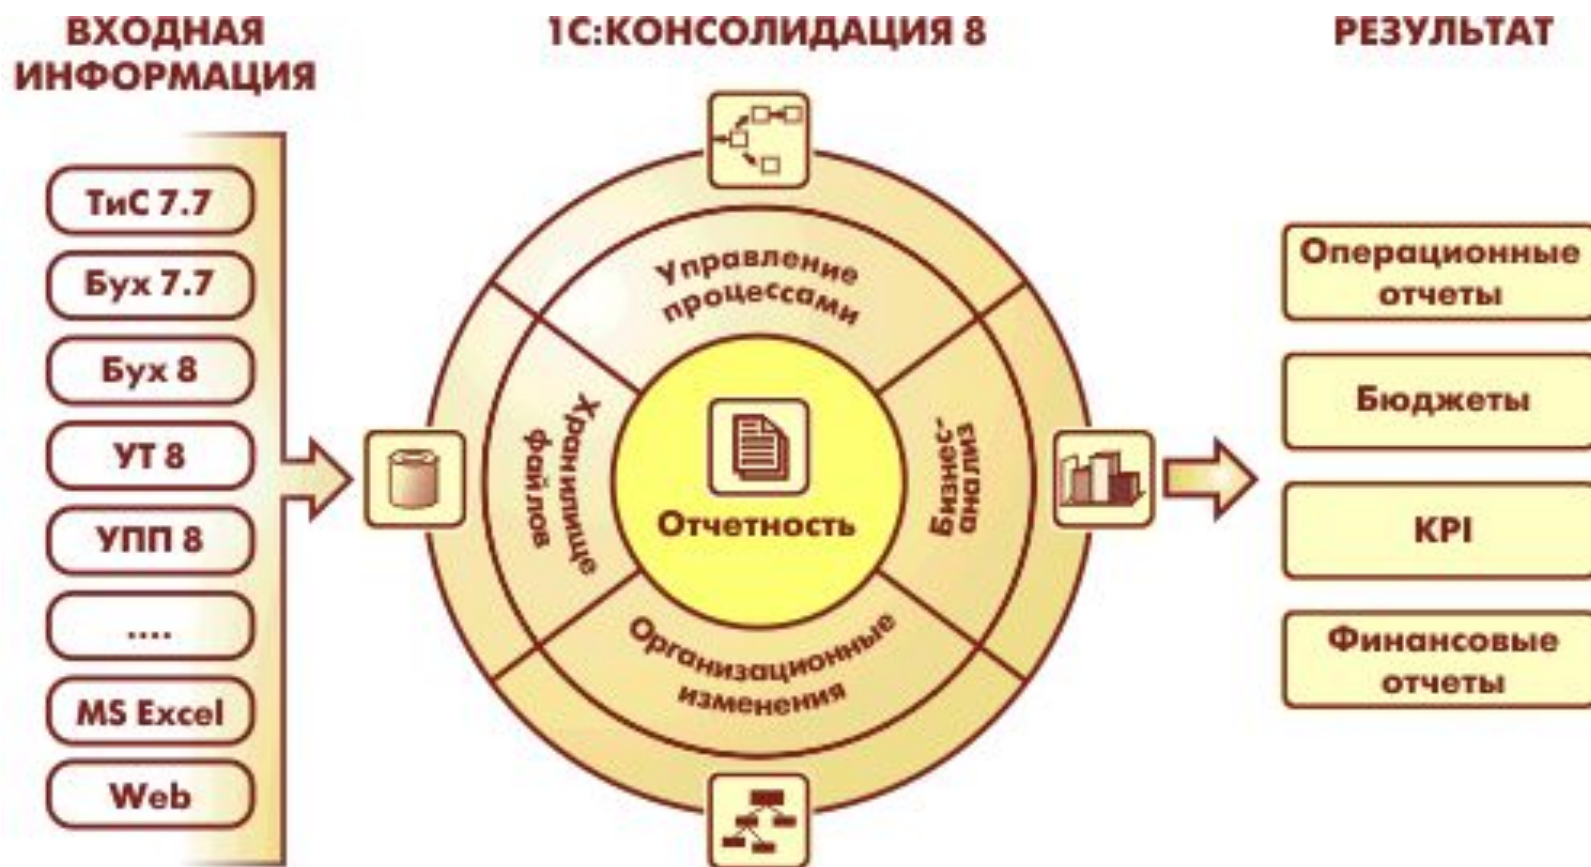 ВХОДНАЯ
ИНФОРМАЦИЯ
1С:КОНСОЛИДАЦИЯ 8
РЕЗУЛЬТАТ
ТиС 7.7
Бух 7.7
Бух 8
УТ 8
УПП 8
....
MS Excel
Web
Управление
процессами
Хранилище
файлов
Отчетность
Бизнес-
анализ
Организационные
изменения
Операционные
отчеты
Бюджеты
KPI
Финансовые
отчеты